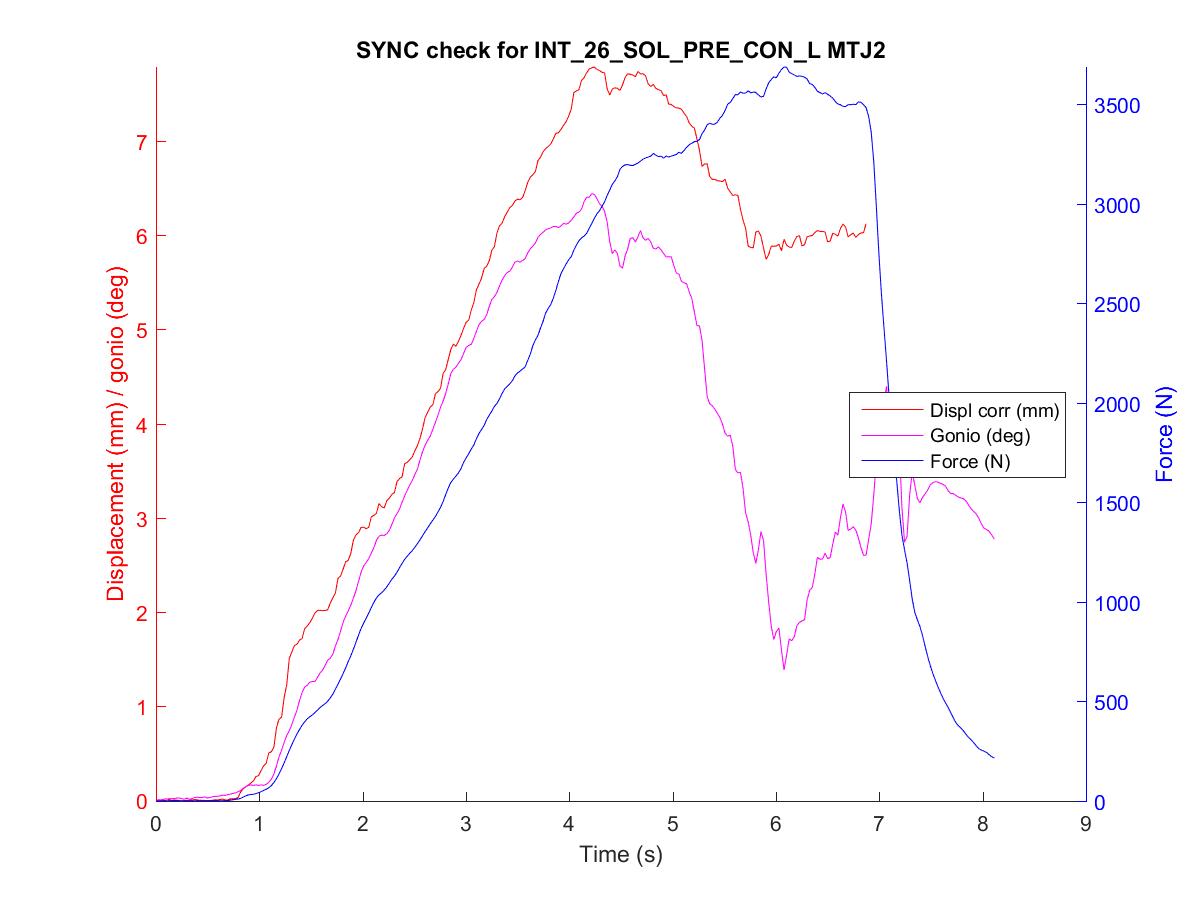 SYNC check for INT_26_SOL_PRE_CON_L MTJ2
Displacement (mm) / gonio (deg)
7
6
5
4
3
2
1
0
Displ corr (mm)
Gonio (deg)
Force (N)
3500
3000
2500
2000
1500
1000
500
0
Force (N)
0 1 2 3 4 5 6 7 8 9
Time (s)